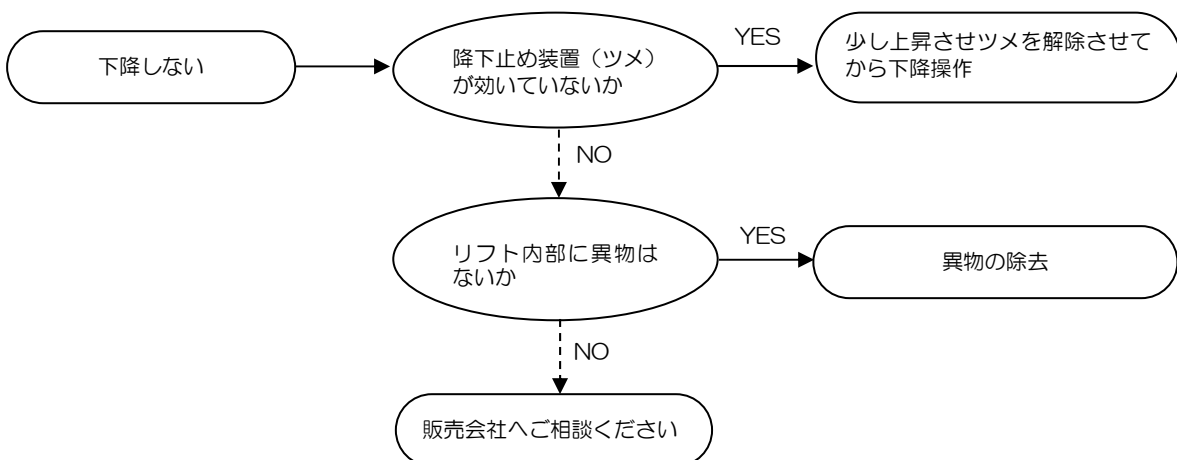 下降しない
降下止め装置（ツメ）
が効いていないか
YES
少し上昇させツメを解除させて
から下降操作
NO
リフト内部に異物は
ないか
YES
異物の除去
NO
販売会社へご相談ください